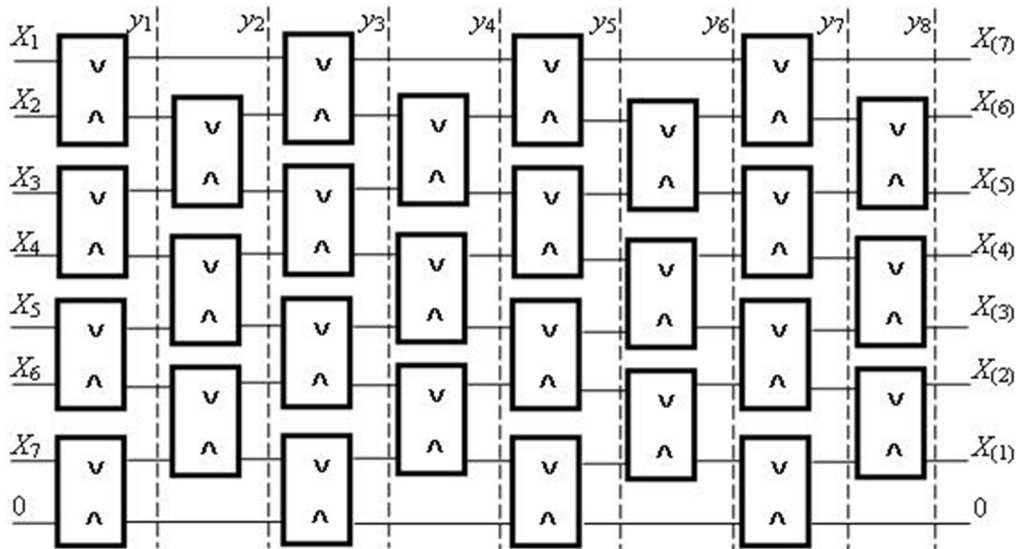 y1 y2 y3 y4 y5 y6 y7 y8
X1 X(7)
X2 X(6)
X3 X(5)
X4 X(4)
X5 X(3)
X6 X(2)
X7 X(1)
0 0